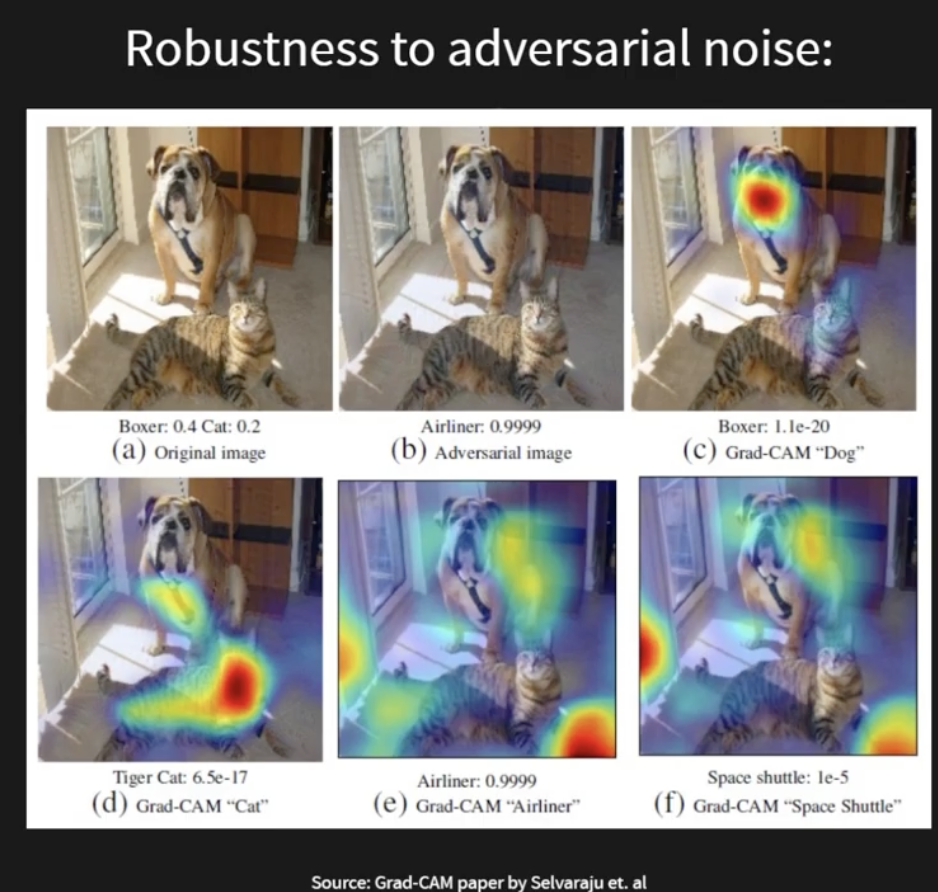 Robustness to adversarial noise:
Boxer: 0.4 Cat: 0.2
(a) Original image
Airliner: 0.9999
(b) Adversarial image
Boxer: 1.1e-20
(c) Grad-CAM “Dog”
Tiger Cat: 6.5e-17
(d) Grad-CAM “Cat”
Airliner: 0.9999
(e) Grad-CAM “Airliner”
Space shuttle: 1e-5
(f) Grad-CAM “Space Shuttle”
Source: Grad-CAM paper by Selvaraju et. al